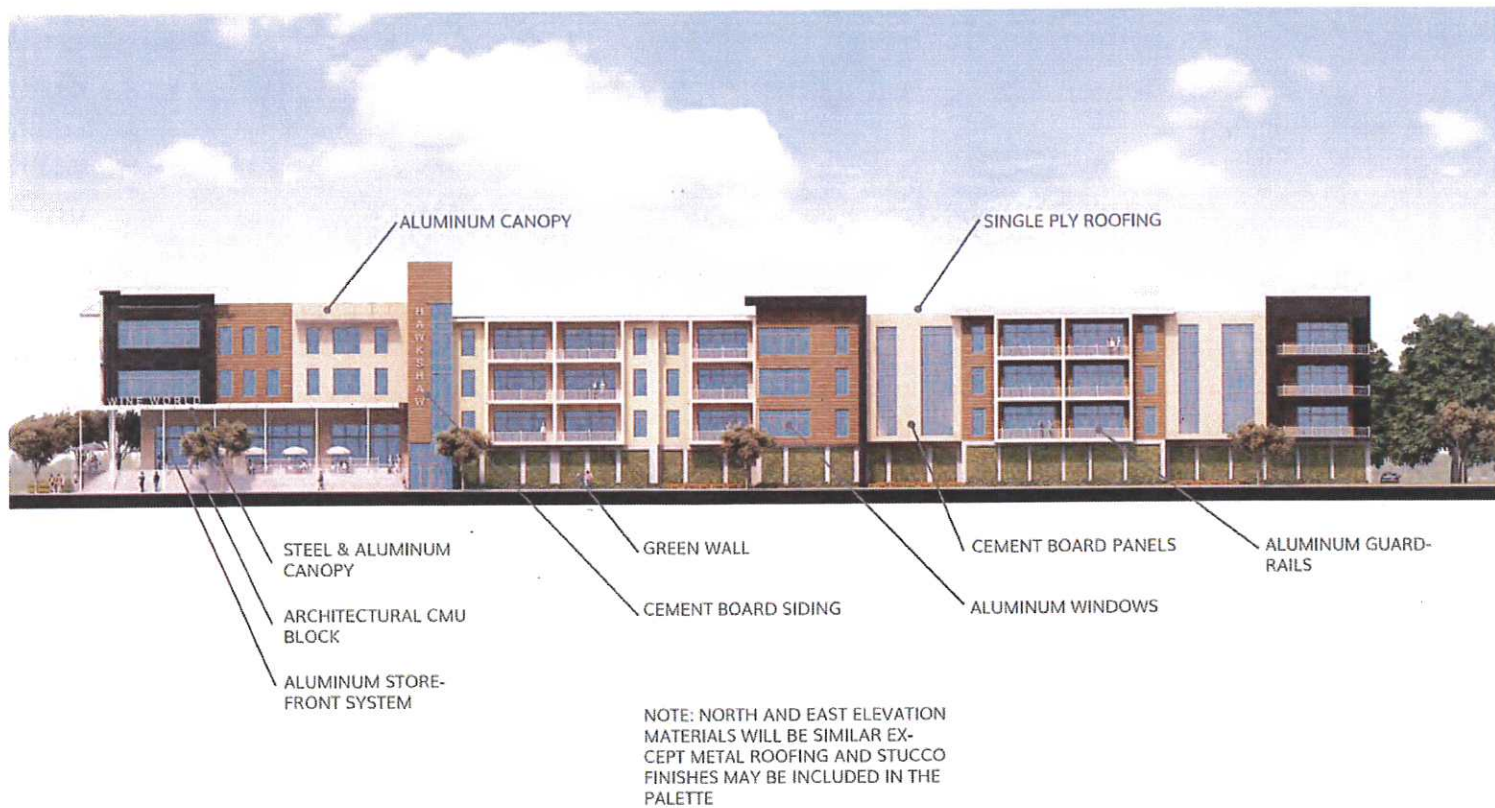 ALUMINUM CANOPY
SINGLE PLY ROOFING
HAWKSHAW
WINE WORLD
STEEL & ALUMINUM
CANOPY
GREEN WALL
CEMENT BOARD PANELS
ALUMINUM GUARD-
RAILS
ARCHITECTURAL CMU
BLOCK
CEMENT BOARD SIDING
ALUMINUM WINDOWS
ALUMINUM STORE-
FRONT SYSTEM
NOTE: NORTH AND EAST ELEVATION
MATERIALS WILL BE SIMILAR EX-
CEPT METAL ROOFING AND STUCCO
FINISHES MAY BE INCLUDED IN THE
PALETTE